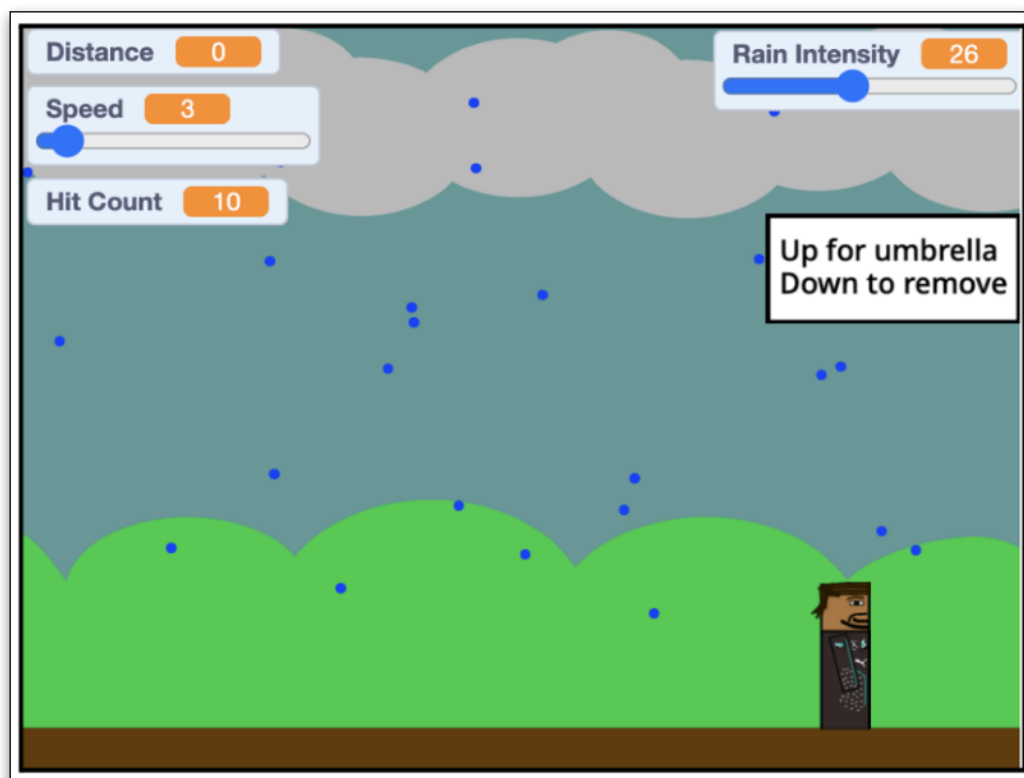 Distance 0
Rain Intensity 26
Speed 3
Hit Count 10
Up for umbrella
Down to remove